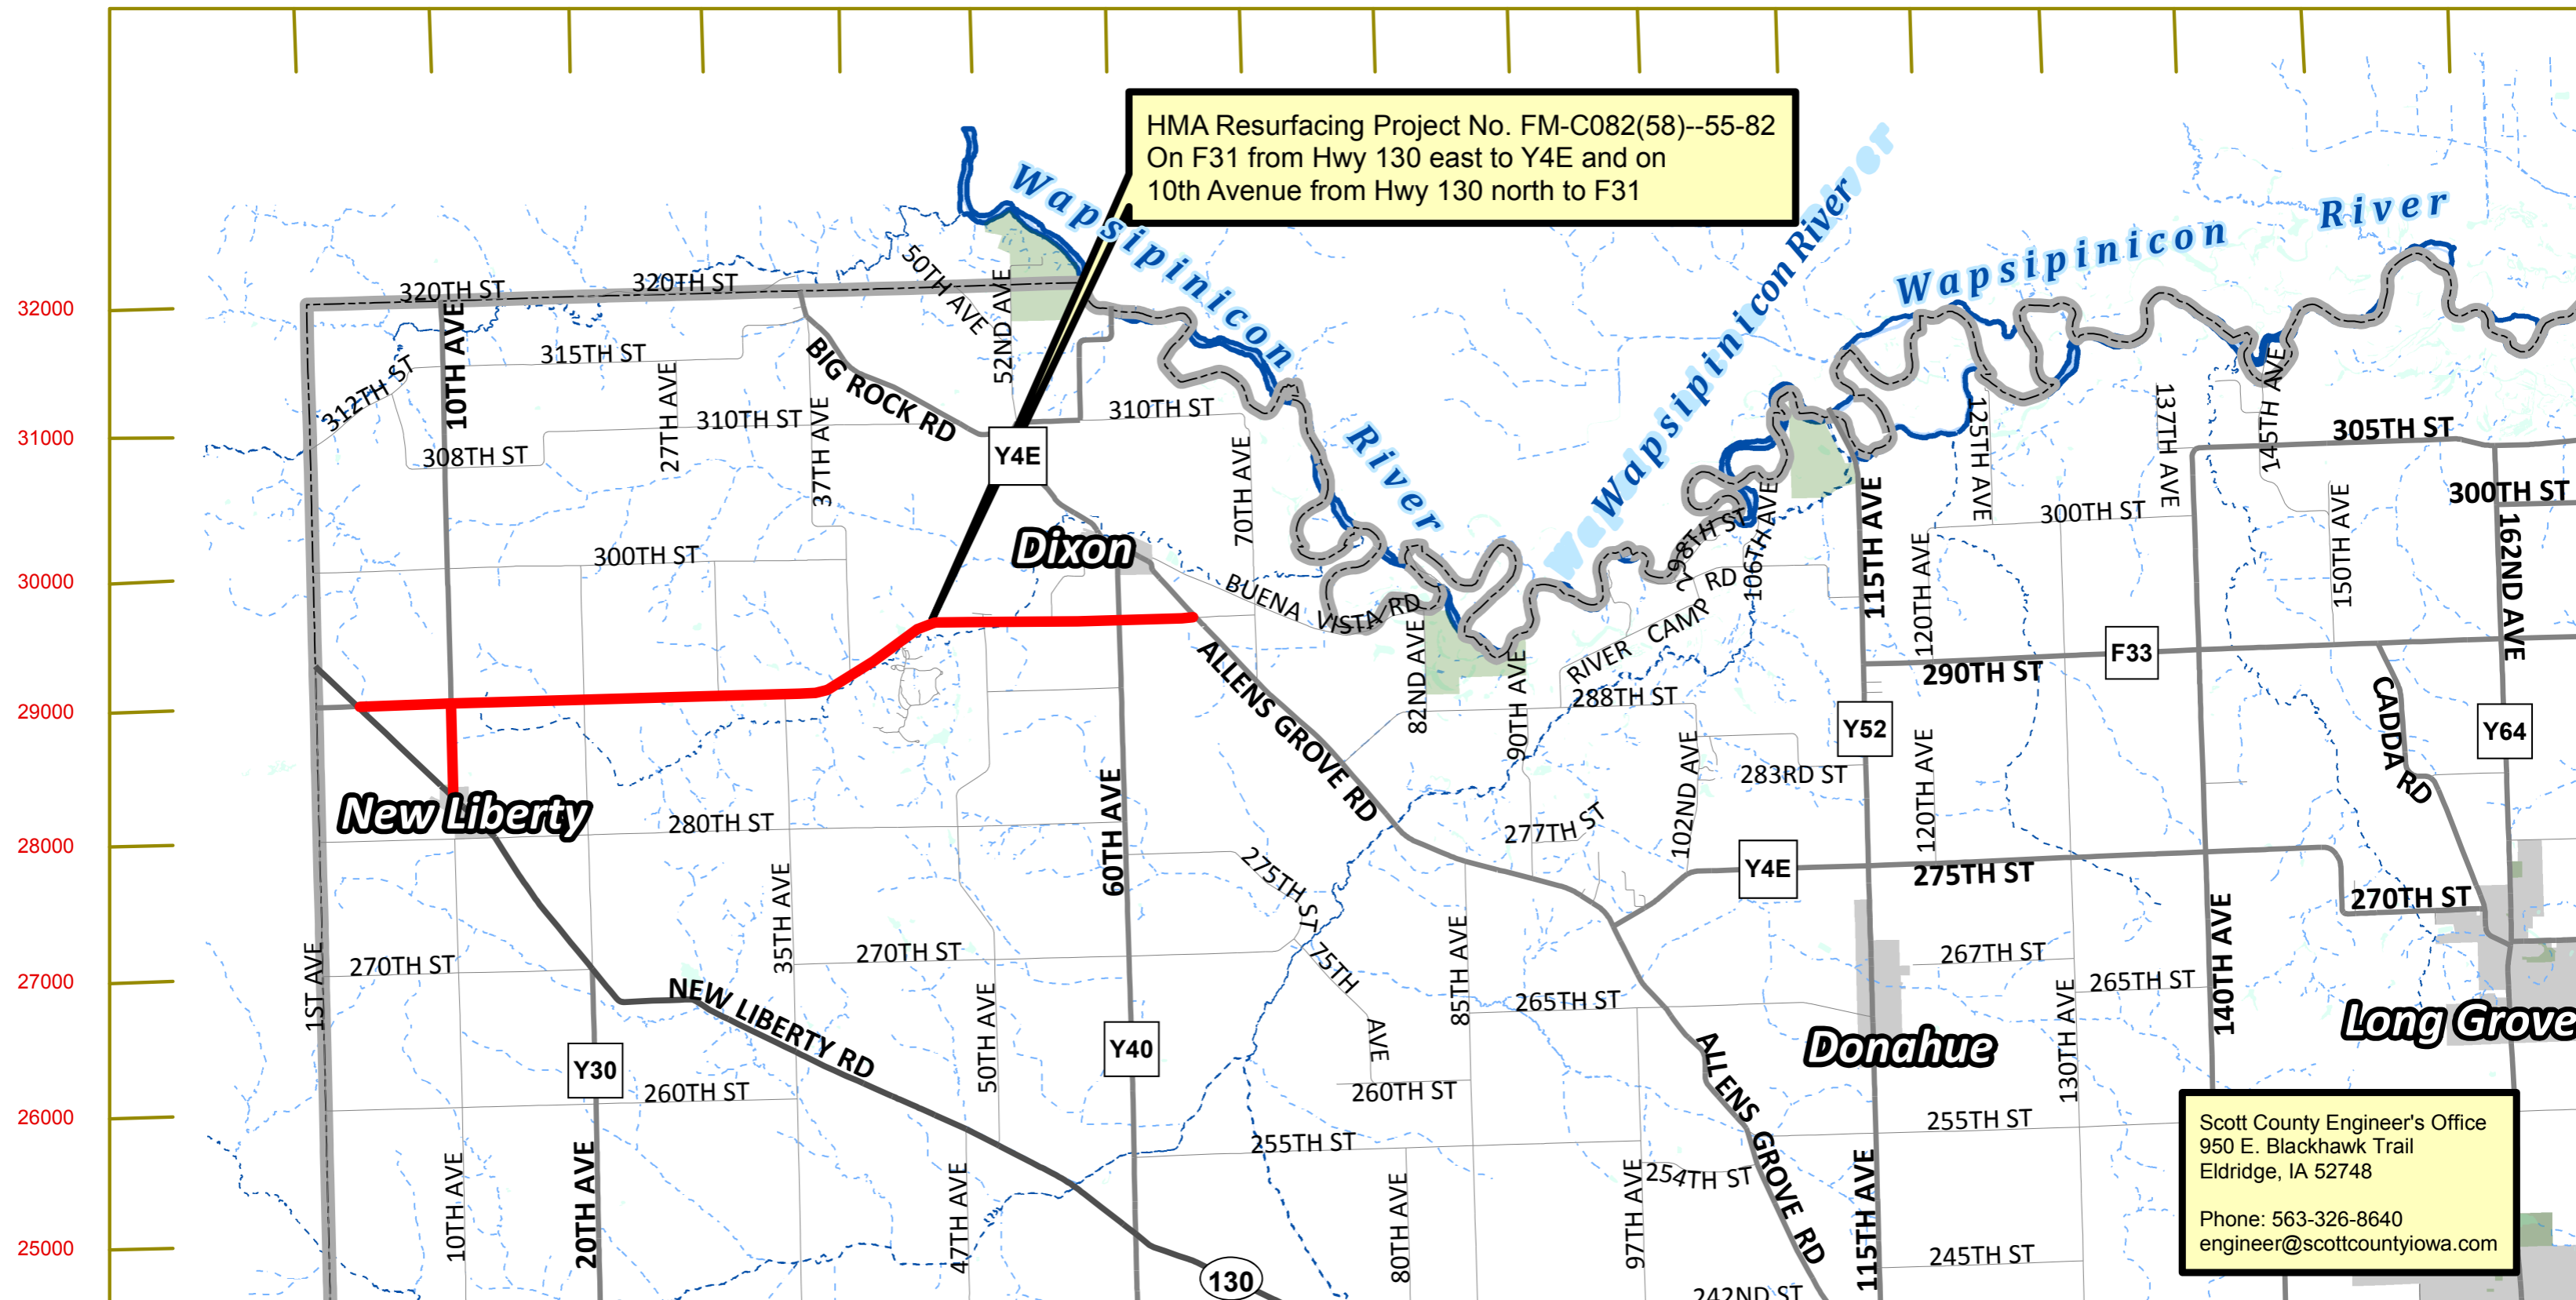 HMA Resurfacing Project No. FM-C082(58)--55-82
On F31 from Hwy 130 east to Y4E and on
10th Avenue from Hwy 130 north to F31
Wapsipinicon
River
Wapsipinicon River
Wapsipinicon
River
32000
31000
30000
29000
28000
27000
26000
25000
320TH ST
320TH ST
50TH AVE
52ND AVE
10TH AVE
315TH ST
312TH ST
27TH AVE
BIG ROCK RD
310TH ST
37TH AVE
308TH ST
310TH ST
70TH AVE
Y4E
Dixon
300TH ST
BUENA VISTA RD
82ND AVE
90TH AVE
298TH ST
106TH AVE
RIVER CAMP RD
115TH AVE
120TH AVE
125TH AVE
137TH AVE
145TH AVE
305TH ST
300TH ST
300TH ST
150TH AVE
162ND AVE
290TH ST
F33
CADDA RD
Y64
ALLENS GROVE RD
288TH ST
Y52
283RD ST
102ND AVE
120TH AVE
New Liberty
280TH ST
60TH AVE
277TH ST
Y4E
275TH ST
270TH ST
275TH ST
35TH AVE
1ST AVE
270TH ST
270TH ST
75TH AVE
85TH AVE
265TH ST
267TH ST
265TH ST
140TH AVE
130TH AVE
Long Grove
NEW LIBERTY RD
50TH AVE
Y40
Y30
260TH ST
260TH ST
Donahue
ALLENS GROVE RD
255TH ST
255TH ST
254TH ST
10TH AVE
20TH AVE
47TH AVE
80TH AVE
97TH AVE
115TH AVE
245TH ST
130
242ND ST
Scott County Engineer's Office
950 E. Blackhawk Trail
Eldridge, IA 52748
Phone: 563-326-8640
engineer@scottcountyiowa.com